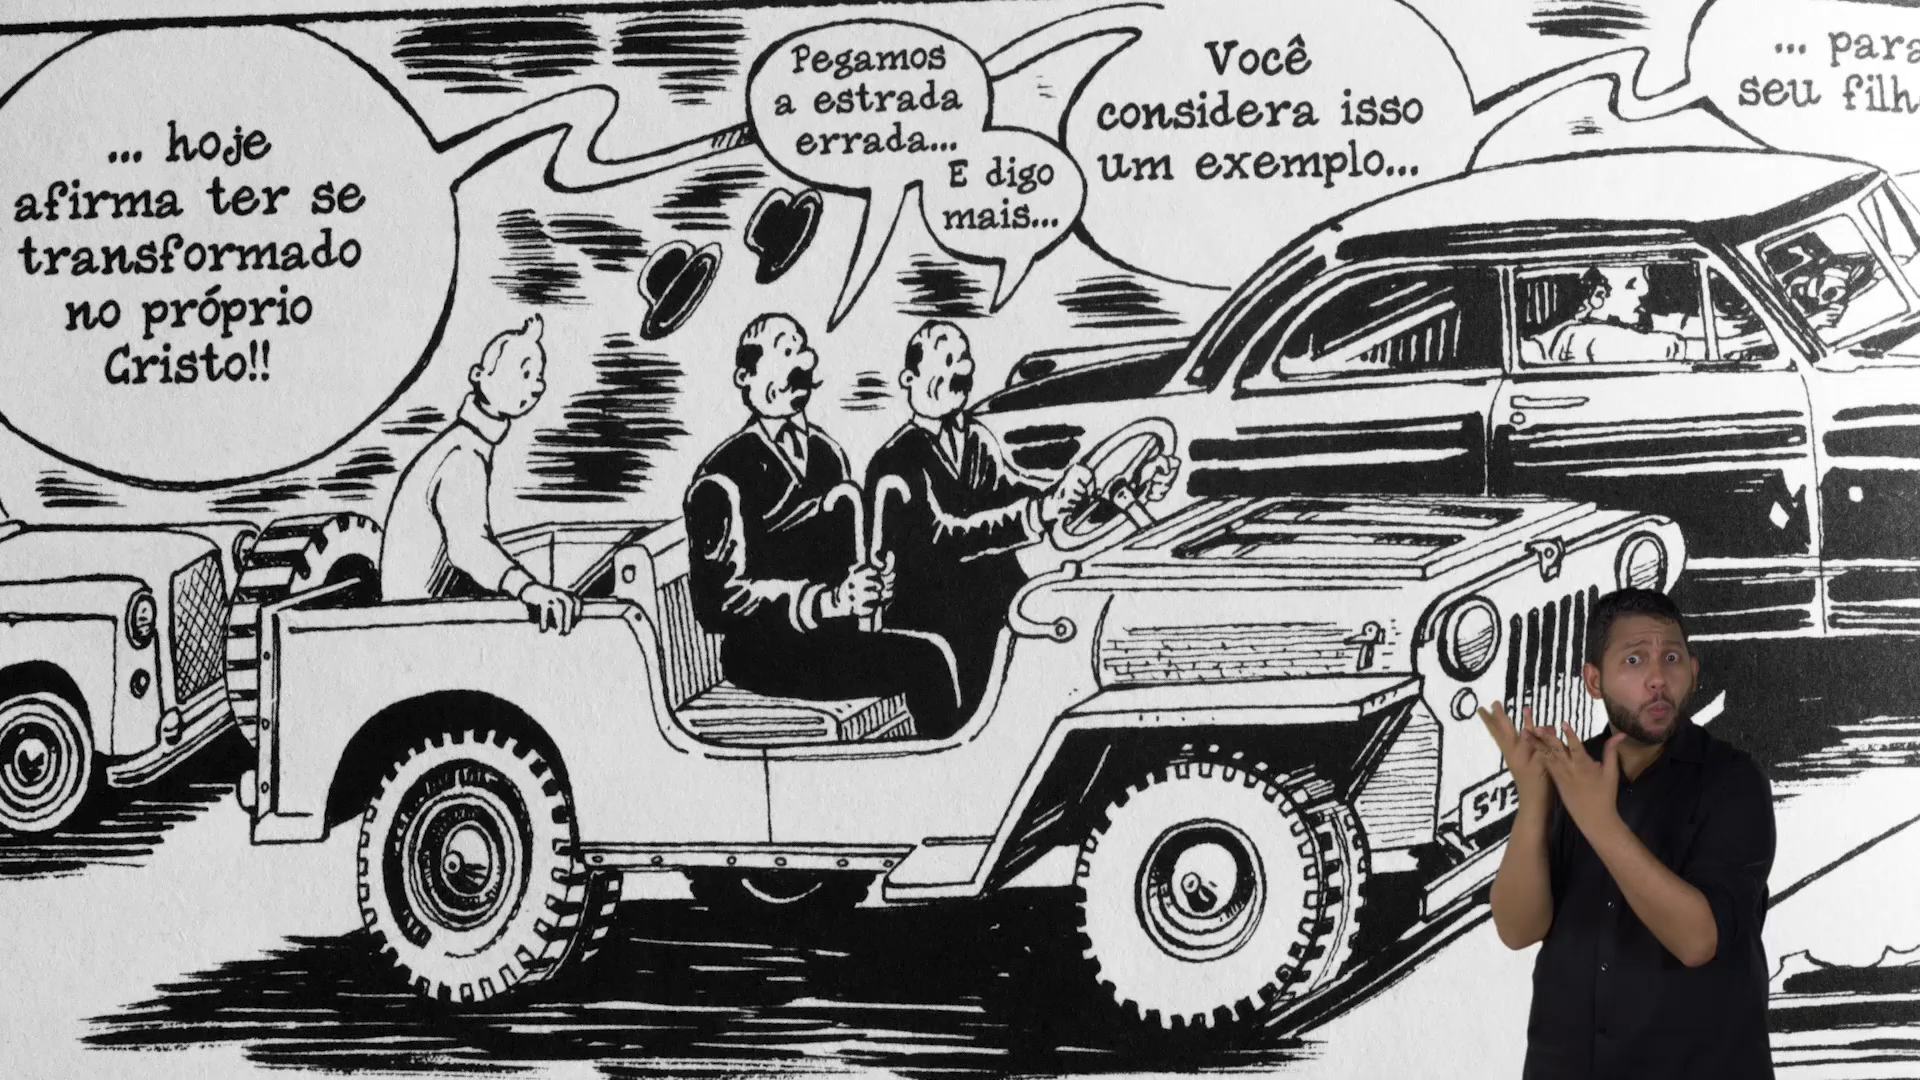 ... hoje
afirma ter se
transformado
no próprio
Cristo!!
Pegamos
a estrada
errada...
E digo
mais...
Você
considera isso
um exemplo...
... para
seu